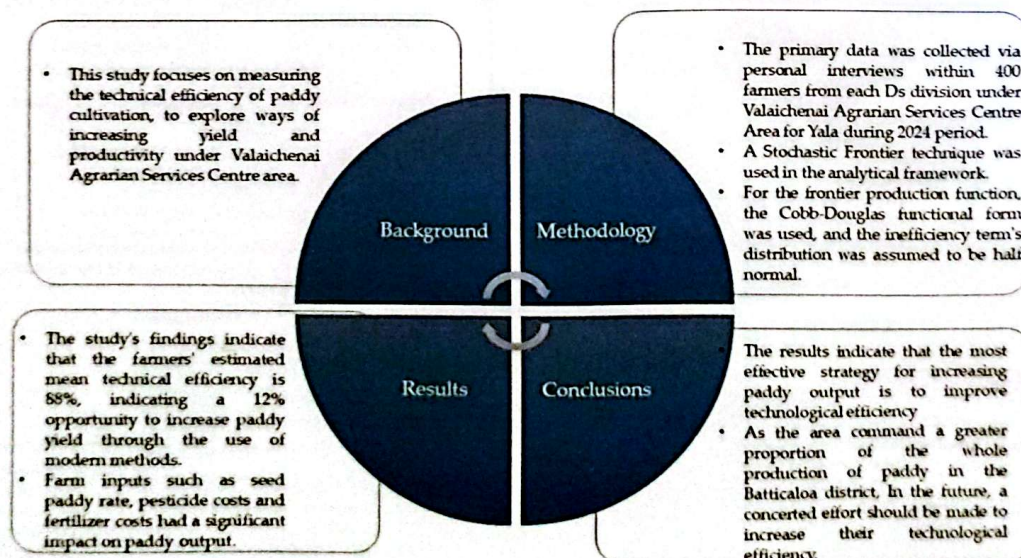 • This study focuses on measuring
the technical efficiency of paddy
cultivation, to explore ways of
increasing yield and
productivity under Valaichenai
Agrarian Services Centre area.
• The primary data was collected via
personal interviews within 400
farmers from each Ds division under
Valaichenai Agrarian Services Centre
Area for Yala during 2024 period.
• A Stochastic Frontier technique was
used in the analytical framework.
• For the frontier production function,
the Cobb-Douglas functional form
was used, and the inefficiency term's
distribution was assumed to be half
normal.
Background
Methodology
Results
Conclusions
• The study's findings indicate
that the farmers' estimated
mean technical efficiency is
88%, indicating a 12%
opportunity to increase paddy
yield through the use of
modern methods.
• Farm inputs such as seed
paddy rate, pesticide costs and
fertilizer costs had a significant
impact on paddy output.
• The results indicate that the most
effective strategy for increasing
paddy output is to improve
technological efficiency
• As the area command a greater
proportion of the whole
production of paddy in the
Batticaloa district, In the future, a
concerted effort should be made to
increase their technological
efficiency.